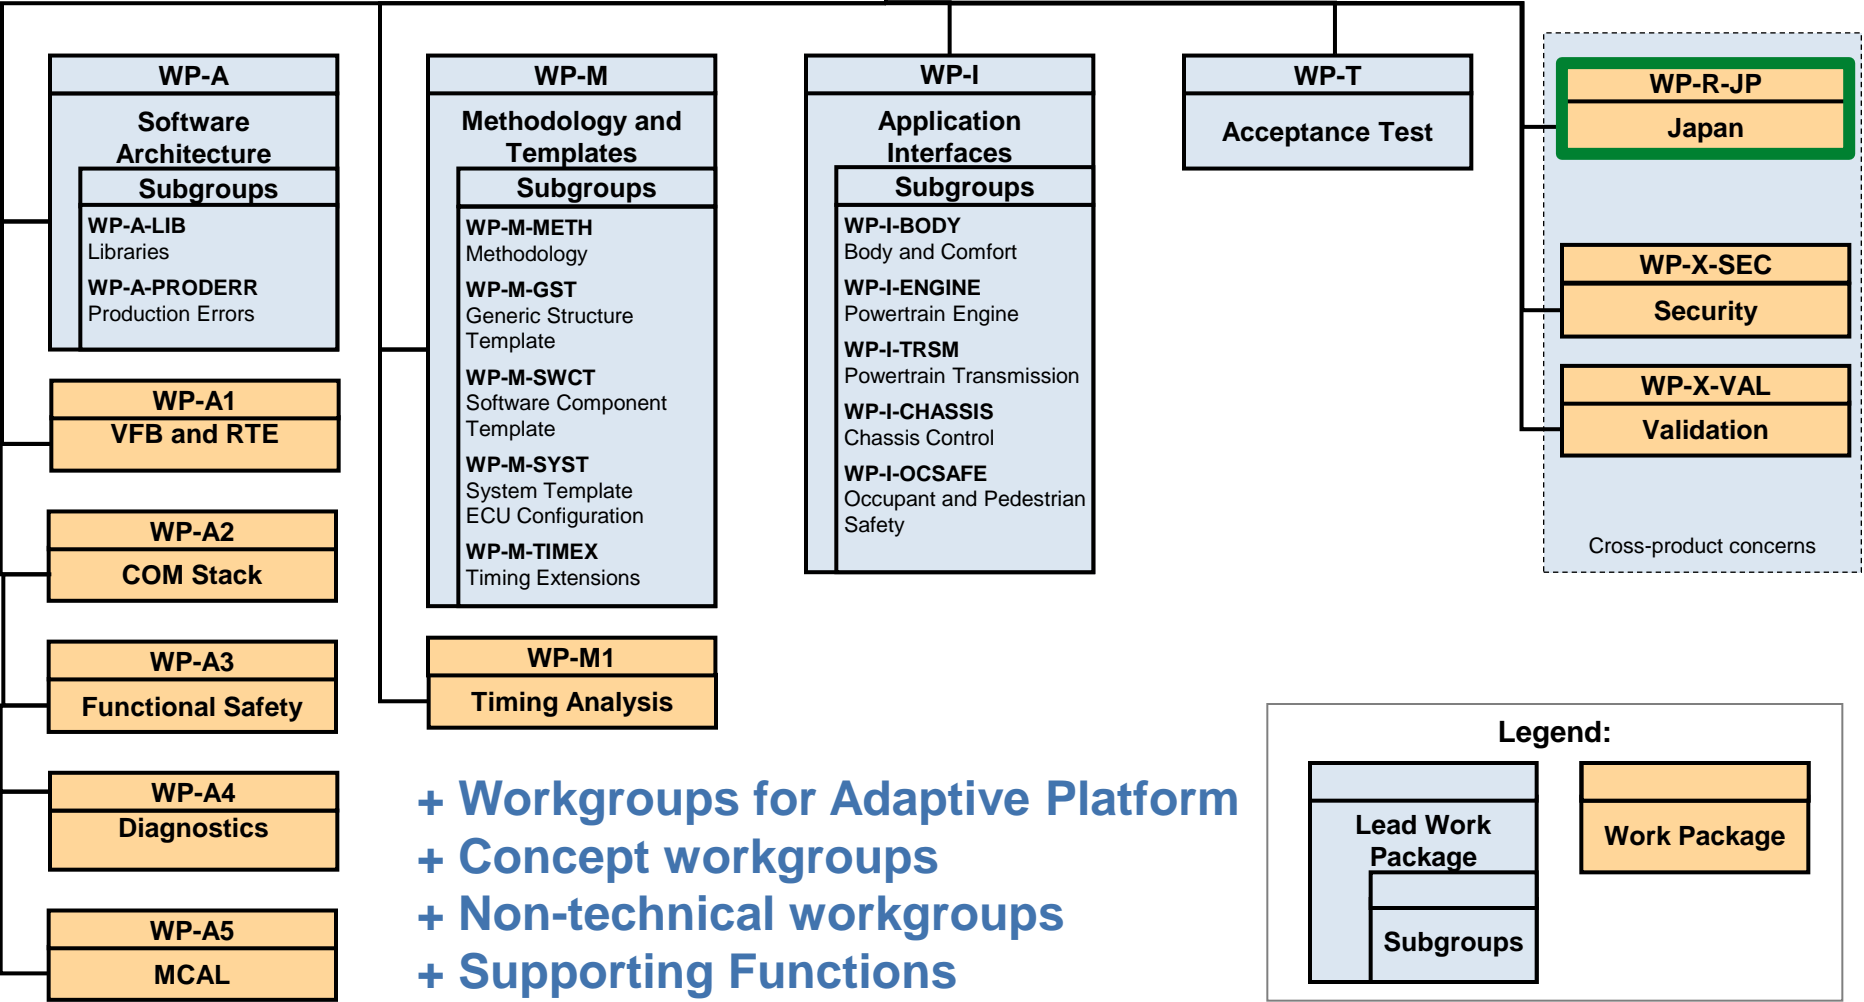 WP-A
Software
Architecture
Subgroups
WP-A-LIB
Libraries
WP-A-PRODERR
Production Errors
WP-A1
VFB and RTE
WP-A2
COM Stack
WP-A3
Functional Safety
WP-A4
Diagnostics
WP-A5
MCAL
WP-M
Methodology and
Templates
Subgroups
WP-M-METH
Methodology
WP-M-GST
Generic Structure
Template
WP-M-SWCT
Software Component
Template
WP-M-SYST
System Template
ECU Configuration
WP-M-TIMEX
Timing Extensions
WP-M1
Timing Analysis
WP-I
Application
Interfaces
Subgroups
WP-I-BODY
Body and Comfort
WP-I-ENGINE
Powertrain Engine
WP-I-TRSM
Powertrain Transmission
WP-I-CHASSIS
Chassis Control
WP-I-OCSAFE
Occupant and Pedestrian
Safety
WP-T
Acceptance Test
WP-R-JP
Japan
WP-X-SEC
Security
WP-X-VAL
Validation
Cross-product concerns
+ Workgroups for Adaptive Platform
+ Concept workgroups
+ Non-technical workgroups
+ Supporting Functions
Legend:
Lead Work
Package
Subgroups
Work Package